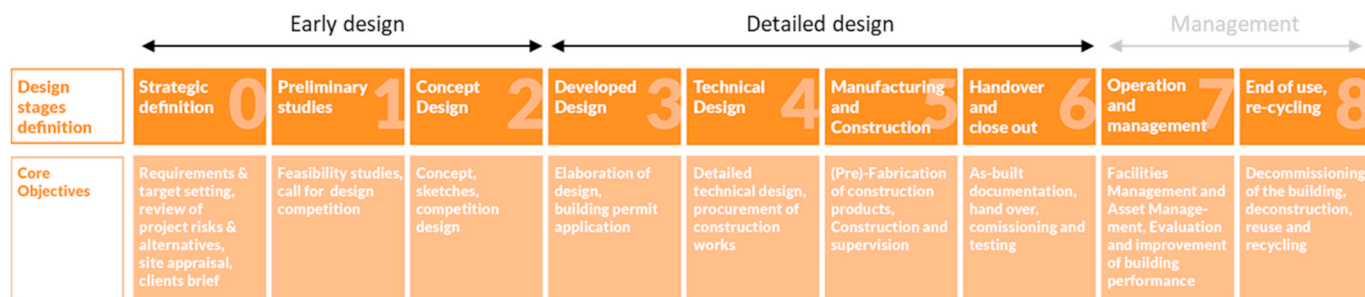 Early design
Detailed design
Management
Design
stages
definition
Strategic
definition
0
Preliminary
studies
1
Concept
Design
2
Developed
Design
3
Technical
Design
4
Manufacturing
and
Construction
5
Handover
and
close out
6
Operation
and
management
7
End of use,
re-cycling
8
Core
Objectives
Requirements &
target setting,
review of
project risks &
alternatives,
site appraisal,
clients brief
Feasibility studies,
call for design
competition
Concept,
sketches,
competition
design
Elaboration of
design,
building permit
application
Detailed
technical design,
procurement of
construction
works
(Pre)-Fabrication
of construction
products,
Construction and
supervision
As-built
documentation,
hand over,
comissioning and
testing
Facilities
Management and
Asset Manage-
ment, Evaluation
and improvement
of building
performance
Decommissioning
of the building,
deconstruction,
reuse and
recycling